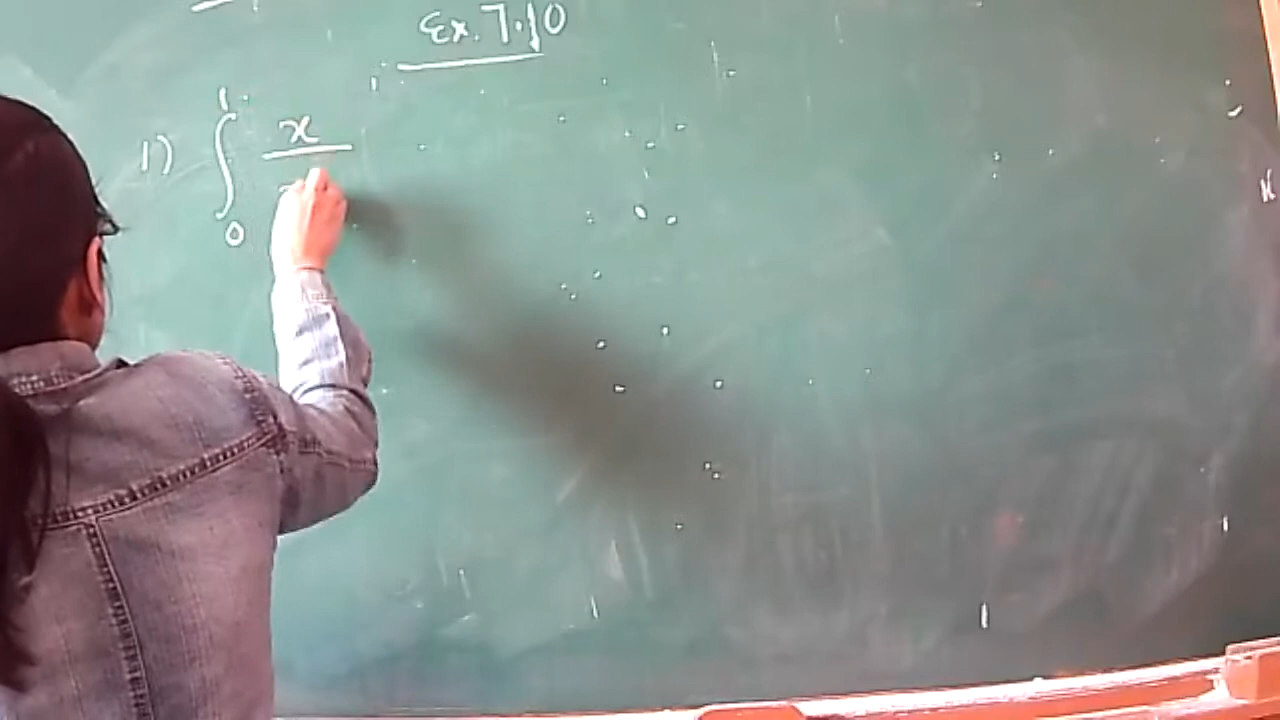 Ex. 7.10
1) ∫₀¹ x/